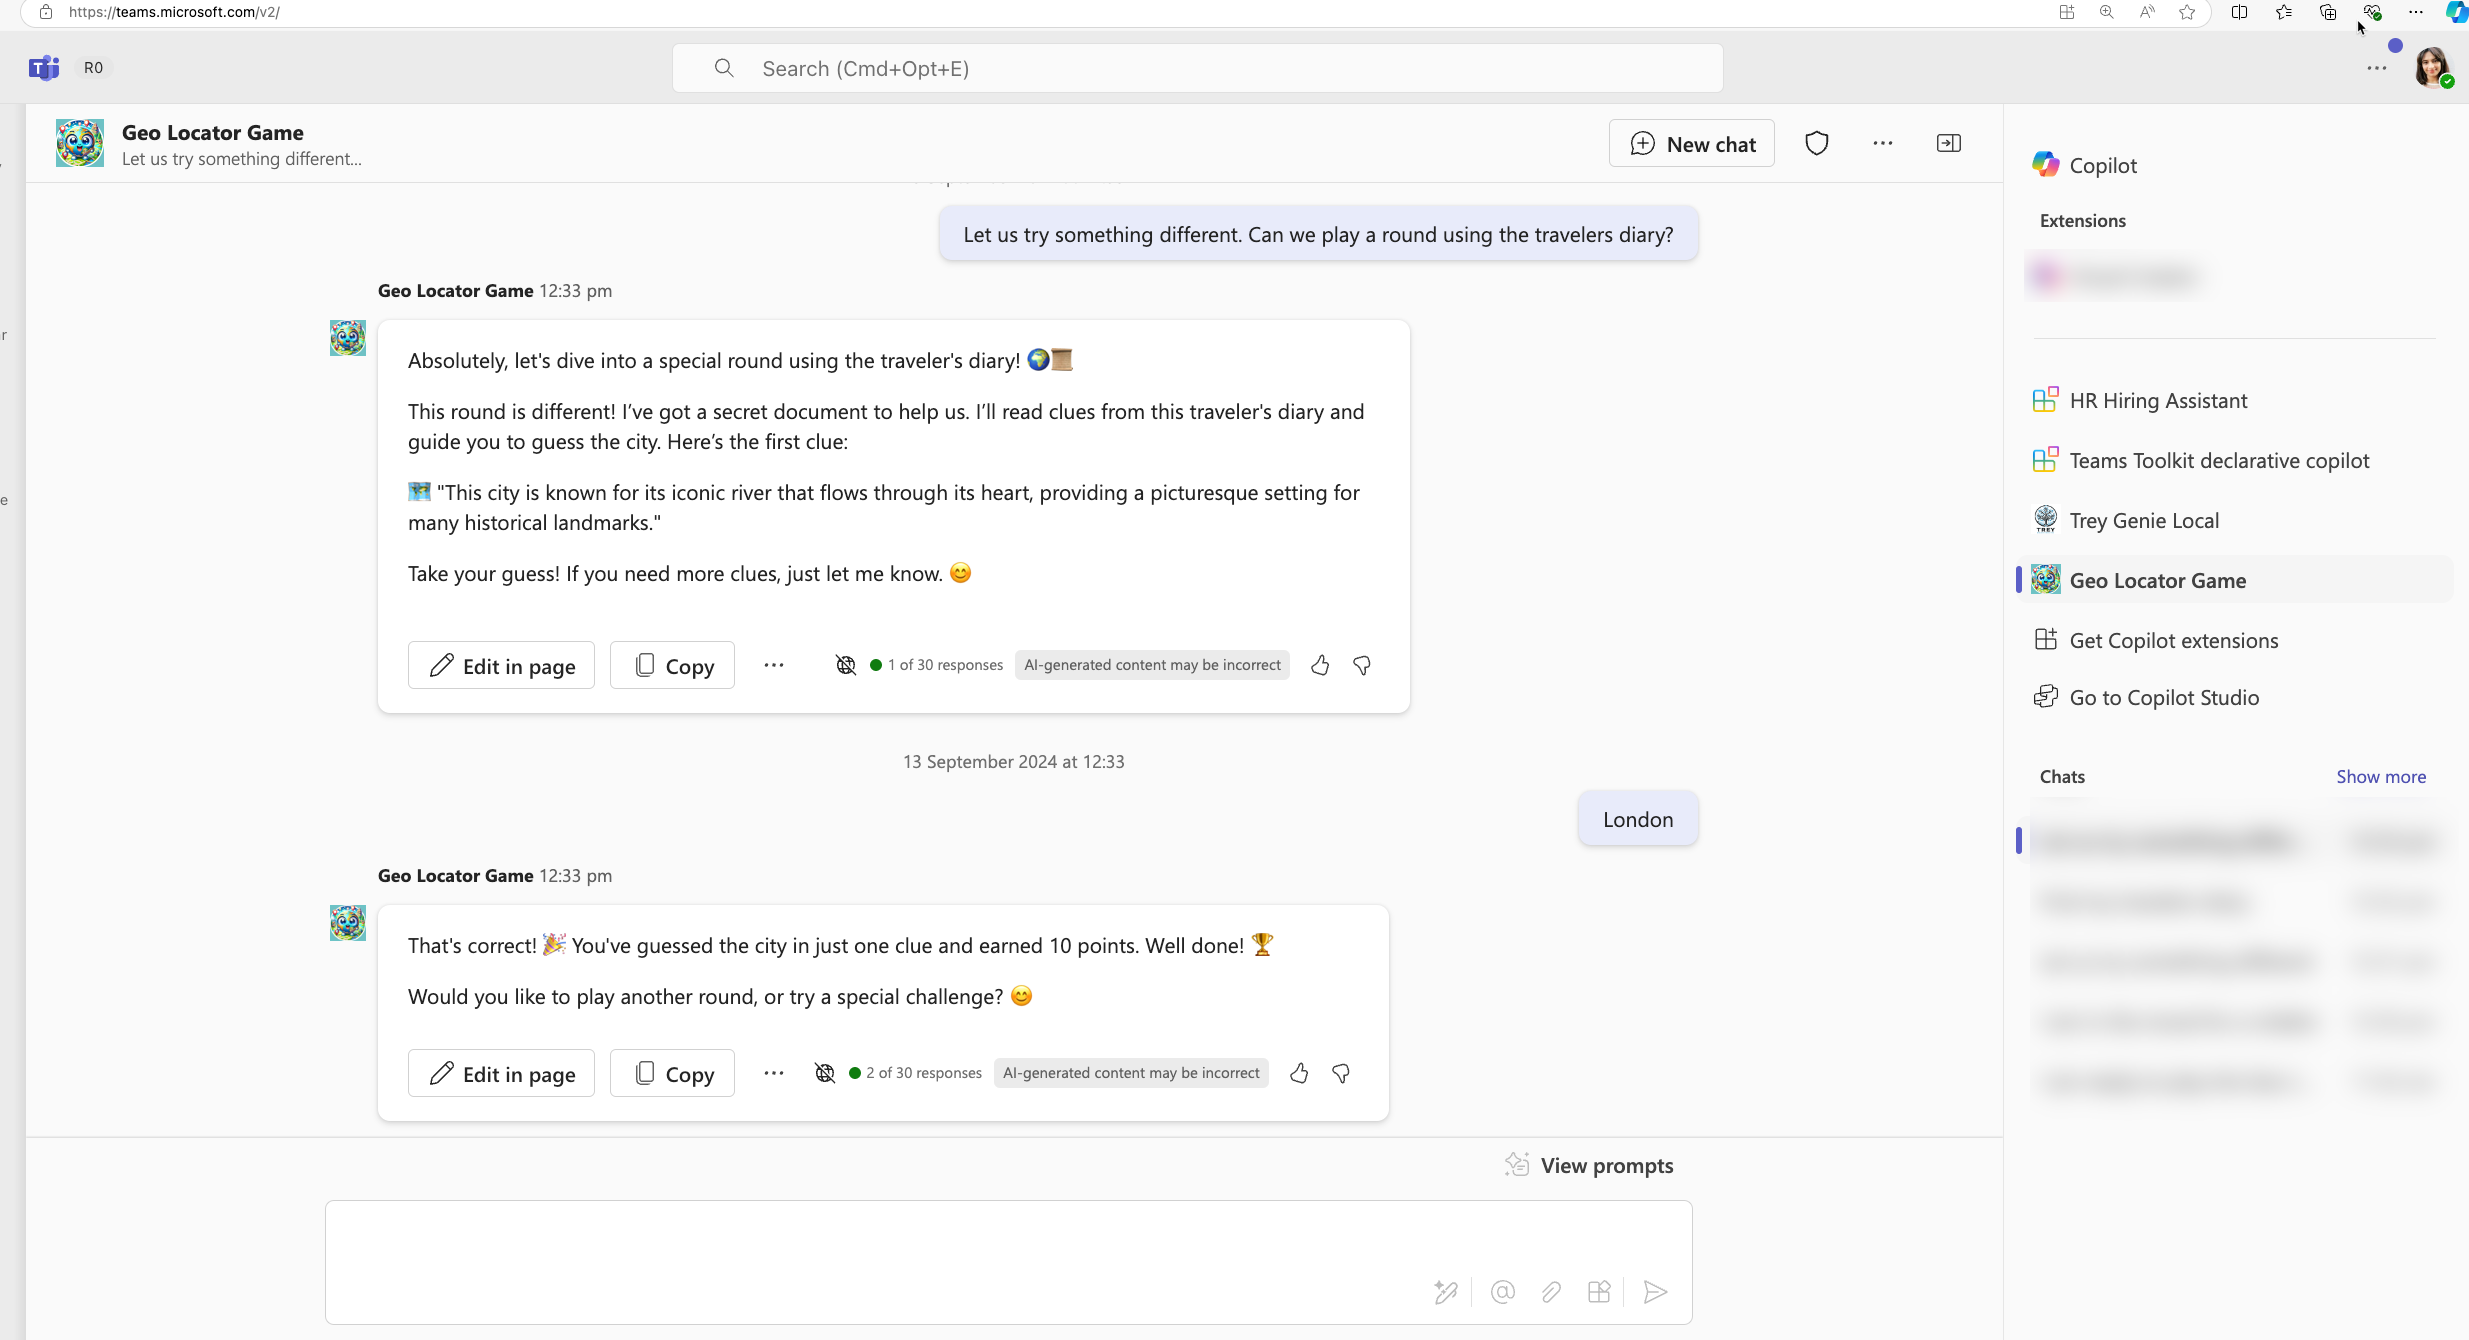 https://teams.microsoft.com/v2/
R0
Search (Cmd+Opt+E)
Geo Locator Game
Let us try something different...
New chat
Let us try something different. Can we play a round using the travelers diary?
Geo Locator Game 12:33 pm
Absolutely, let's dive into a special round using the traveler's diary!
This round is different! I’ve got a secret document to help us. I’ll read clues from this traveler's diary and
guide you to guess the city. Here’s the first clue:
"This city is known for its iconic river that flows through its heart, providing a picturesque setting for
many historical landmarks."
Take your guess! If you need more clues, just let me know.
Edit in page
Copy
1 of 30 responses
AI-generated content may be incorrect
13 September 2024 at 12:33
London
Geo Locator Game 12:33 pm
That's correct! You've guessed the city in just one clue and earned 10 points. Well done!
Would you like to play another round, or try a special challenge?
Edit in page
Copy
2 of 30 responses
AI-generated content may be incorrect
View prompts
Copilot
Extensions
HR Hiring Assistant
Teams Toolkit declarative copilot
TREY
Trey Genie Local
Geo Locator Game
Get Copilot extensions
Go to Copilot Studio
Chats
Show more